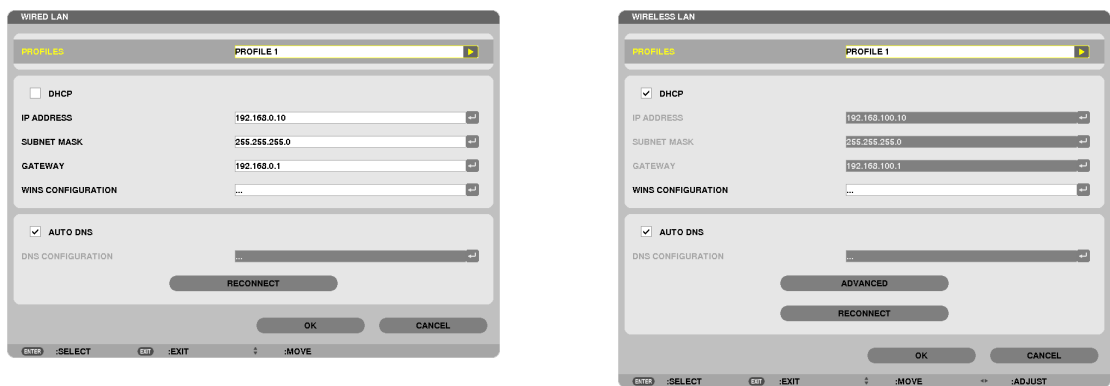 WIRED LAN
PROFILES PROFILE 1
DHCP
IP ADDRESS 192.168.0.10
SUBNET MASK 255.255.255.0
GATEWAY 192.168.0.1
WINS CONFIGURATION ...
AUTO DNS
DNS CONFIGURATION ...
RECONNECT
OK CANCEL
ENTER :SELECT EXIT :EXIT :MOVE
WIRELESS LAN
PROFILES PROFILE 1
DHCP
IP ADDRESS 192.168.100.10
SUBNET MASK 255.255.255.0
GATEWAY 192.168.100.1
WINS CONFIGURATION ...
AUTO DNS
DNS CONFIGURATION ...
ADVANCED
RECONNECT
OK CANCEL
ENTER :SELECT EXIT :EXIT :MOVE :ADJUST